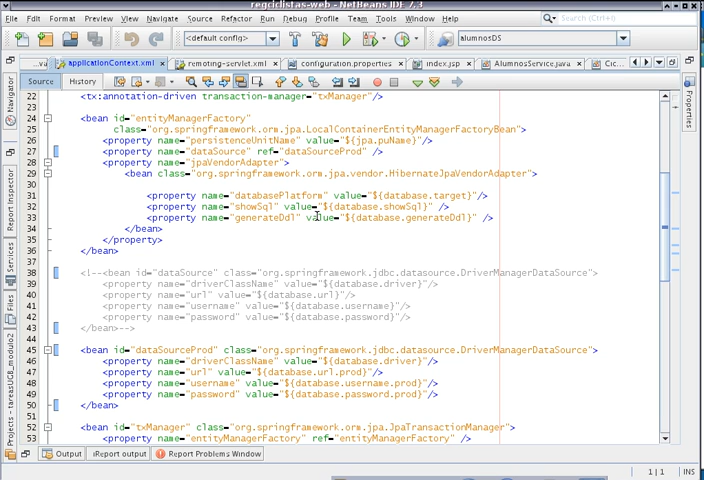 regciclistas-web - NetBeans IDE 7.3
File Edit View Navigate Source Refactor Run Debug Profile Team Tools Window Help Search (Ctrl+I)
<default config> alumnosDS
...va applicationContext.xml remoting-servlet.xml configuration.properties index.jsp AlumnosService.java Cic...
Source History
22 <tx:annotation-driven transaction-manager="txManager"/>
23
24 <bean id="entityManagerFactory"
25 class="org.springframework.orm.jpa.LocalContainerEntityManagerFactoryBean">
26 <property name="persistenceUnitName" value="${jpa.puName}"/>
27 <property name="dataSource" ref="dataSourceProd" />
28 <property name="jpaVendorAdapter">
29 <bean class="org.springframework.orm.jpa.vendor.HibernateJpaVendorAdapter">
30
31 <property name="databasePlatform" value="${database.target}"/>
32 <property name="showSql" value="${database.showSql}" />
33 <property name="generateDdl" value="${database.generateDdl}" />
34 </bean>
35 </property>
36 </bean>
37
38 <!--<bean id="dataSource" class="org.springframework.jdbc.datasource.DriverManagerDataSource">
39 <property name="driverClassName" value="${database.driver}"/>
40 <property name="url" value="${database.url}"/>
41 <property name="username" value="${database.username}"/>
42 <property name="password" value="${database.password}"/>
43 </bean>-->
44
45 <bean id="dataSourceProd" class="org.springframework.jdbc.datasource.DriverManagerDataSource">
46 <property name="driverClassName" value="${database.driver}"/>
47 <property name="url" value="${database.url.prod}"/>
48 <property name="username" value="${database.username.prod}"/>
49 <property name="password" value="${database.password.prod}"/>
50 </bean>
51
52 <bean id="txManager" class="org.springframework.orm.jpa.JpaTransactionManager">
53 <property name="entityManagerFactory" ref="entityManagerFactory" />
Navigator
Report Inspector
Services
Files
Projects - tareasUGB_modulo2
Properties
Output iReport output Report Problems Window
1 | 1 INS